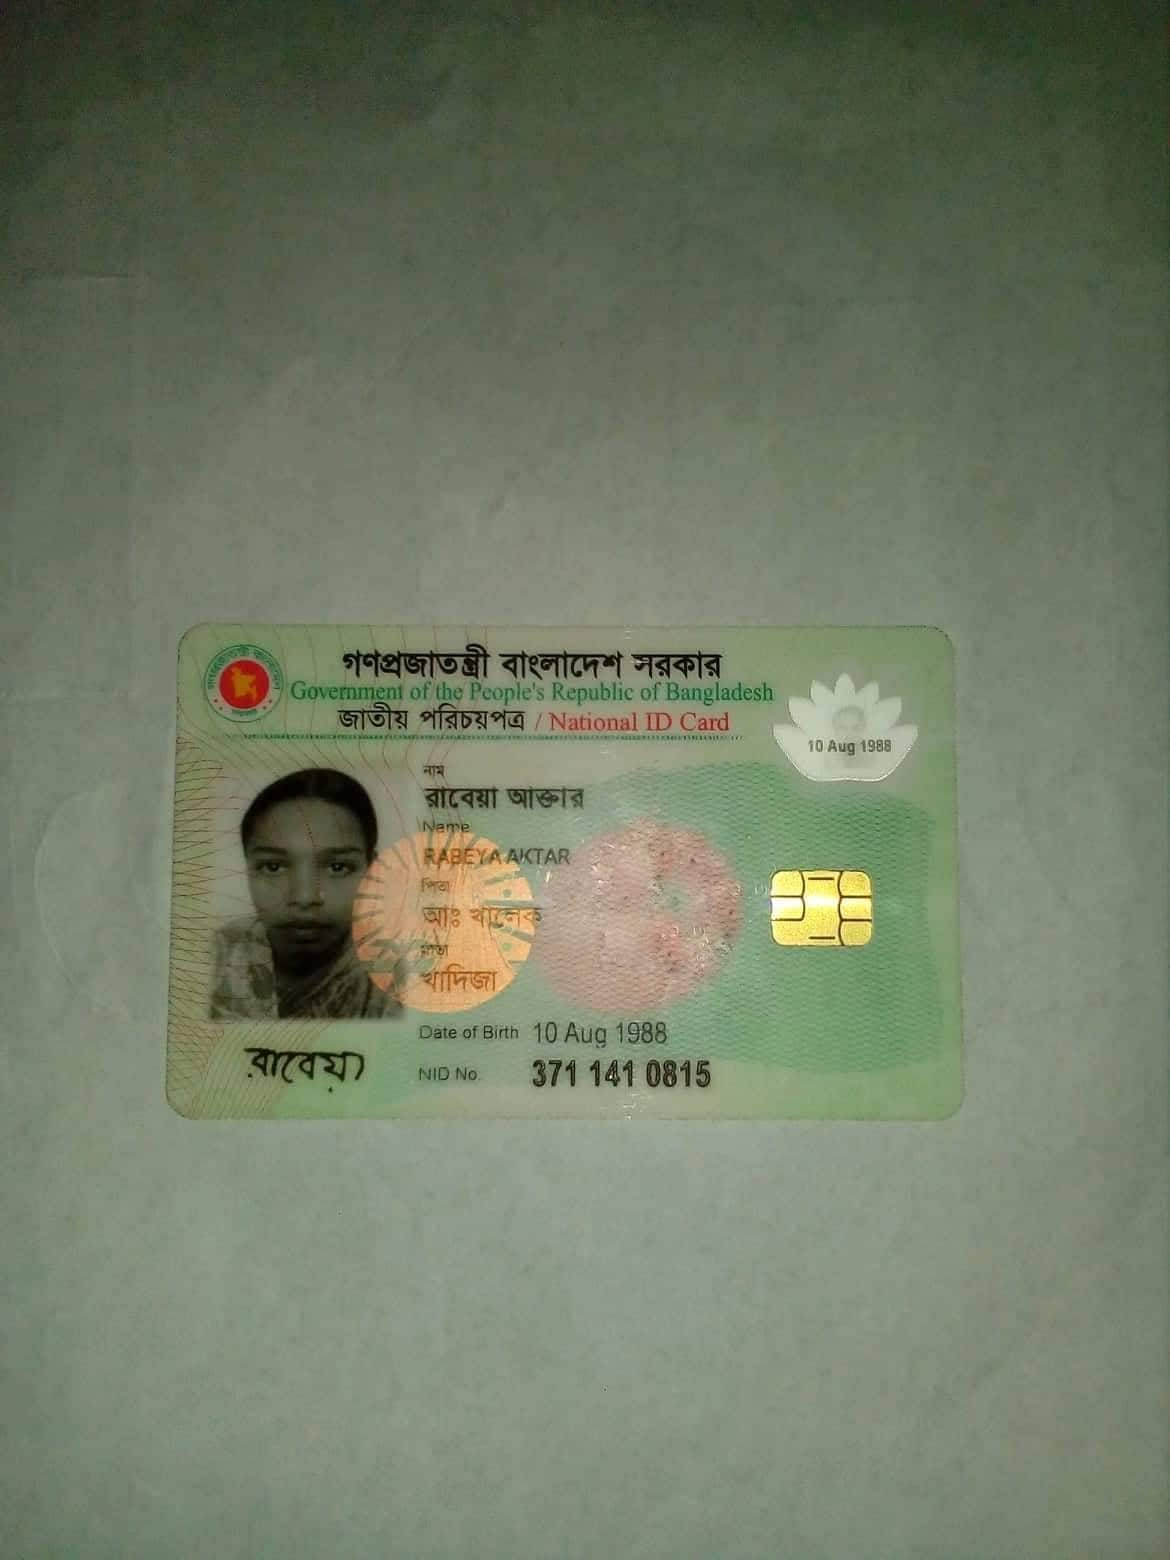 গণপ্রজাতন্ত্রী বাংলাদেশ সরকার
Government of the People's Republic of Bangladesh
জাতীয় পরিচয়পত্র / National ID Card
10 Aug 1988
নাম
রাবেয়া আক্তার
Name
RABEYA AKTAR
পিতা
আঃ খালেক
মাতা
খাদিজা
Date of Birth 10 Aug 1988
রাবেয়া
NID No. 371 141 0815